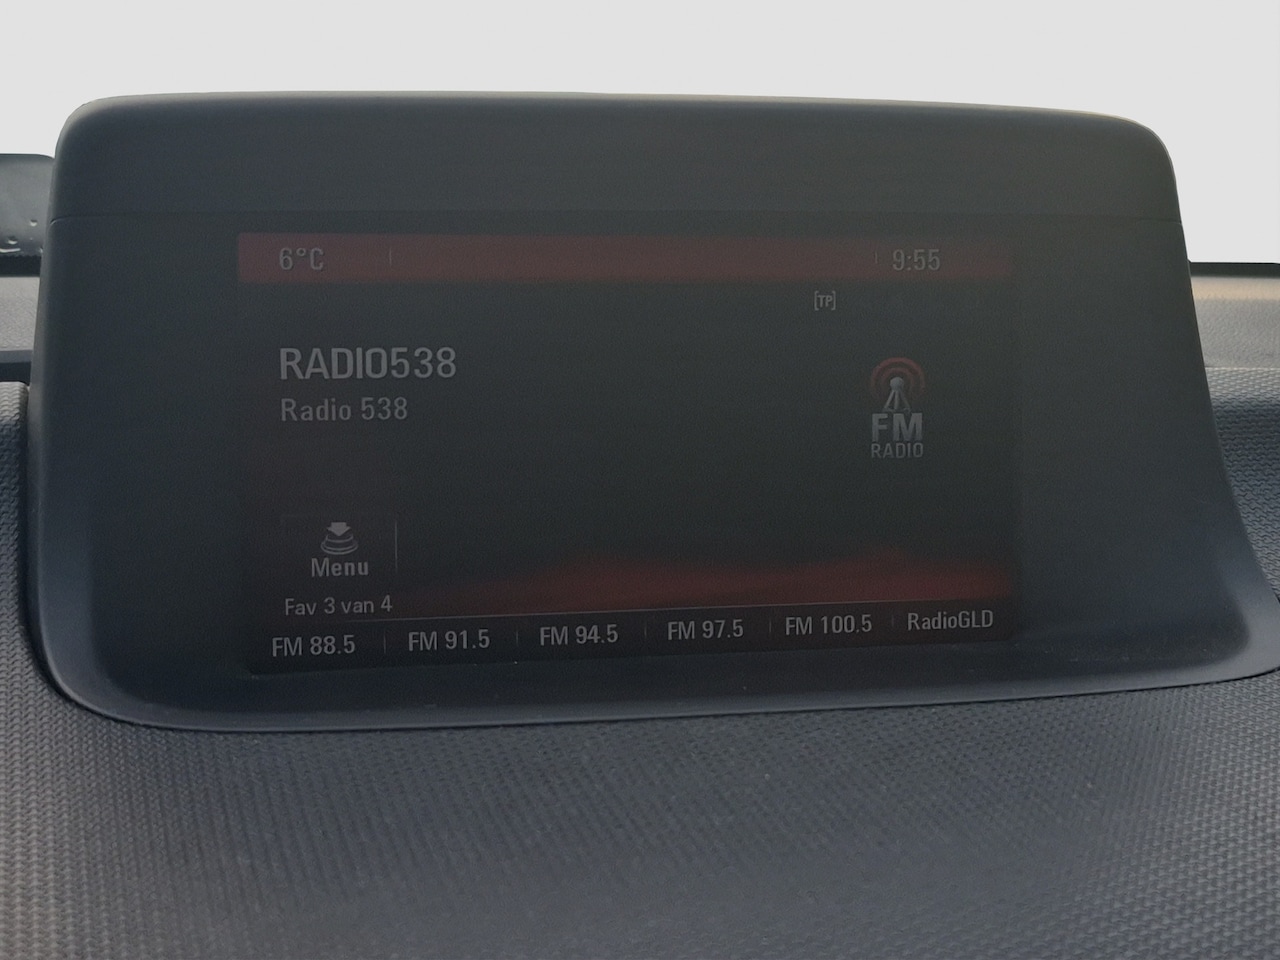 6°C 9:55
[TP]
RADIO538
Radio 538
FM
RADIO
Menu
Fav 3 van 4
FM 88.5 FM 91.5 FM 94.5 FM 97.5 FM 100.5 RadioGLD